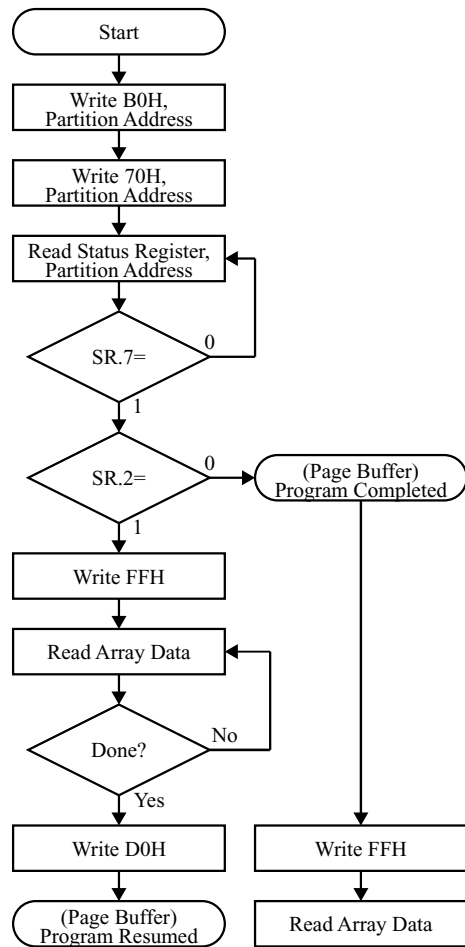 Start
Write B0H,
Partition Address
Write 70H,
Partition Address
Read Status Register,
Partition Address
SR.7=
0
1
SR.2=
0
1
(Page Buffer)
Program Completed
Write FFH
Read Array Data
Done?
No
Yes
Write D0H
Write FFH
(Page Buffer)
Program Resumed
Read Array Data